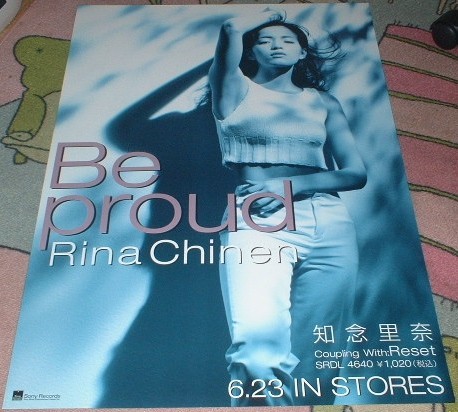 Be
proud
Rina Chinen
知念里奈
Coupling With:Reset
SRDL 4640 ¥1,020(税込)
6.23 IN STORES
Sony Records